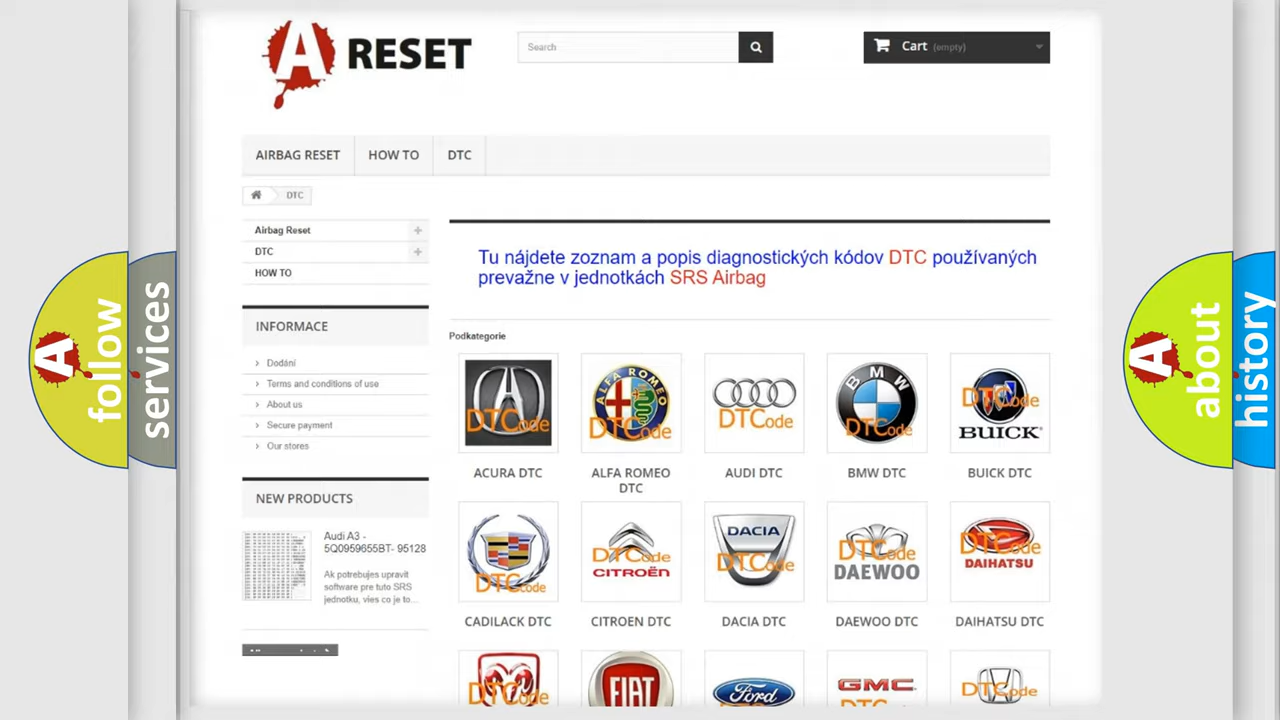 A RESET
Search
Cart (empty)
AIRBAG RESET
HOW TO
DTC
DTC
Airbag Reset
DTC
HOW TO
INFORMACE
Dodání
Terms and conditions of use
About us
Secure payment
Our stores
NEW PRODUCTS
Audi A3 -
5Q0959655BT- 95128
Ak potrebujes upravit
software pre tuto SRS
jednotku, vies co je to...
Tu nájdete zoznam a popis diagnostických kódov DTC používaných
prevažne v jednotkách SRS Airbag
Podkategorie
DTCode
ALFA ROMEO
DTCode
DTCode
BMW
DTCode
DTCode
BUICK
ACURA DTC
ALFA ROMEO
DTC
AUDI DTC
BMW DTC
BUICK DTC
DTCode
DTCode
CITROËN
DACIA
DTCode
DTCode
DAEWOO
DTCode
DAIHATSU
CADILACK DTC
CITROEN DTC
DACIA DTC
DAEWOO DTC
DAIHATSU DTC
DTCode
FIAT
Ford
GMC
DTCode
A follow
services
A about
history